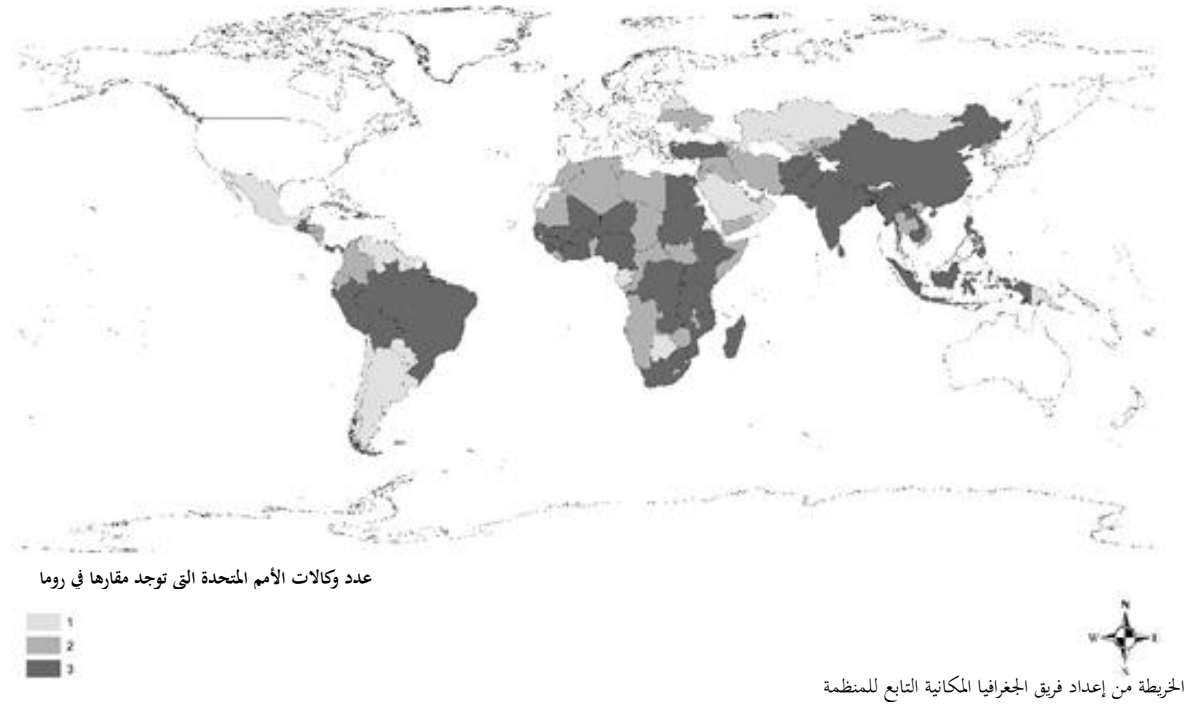 عدد وكالات الأمم المتحدة التي توجد مقارها في روما
1
2
3
N
W E
S
الخريطة من إعداد فريق الجغرافيا المكانية التابع للمنظمة